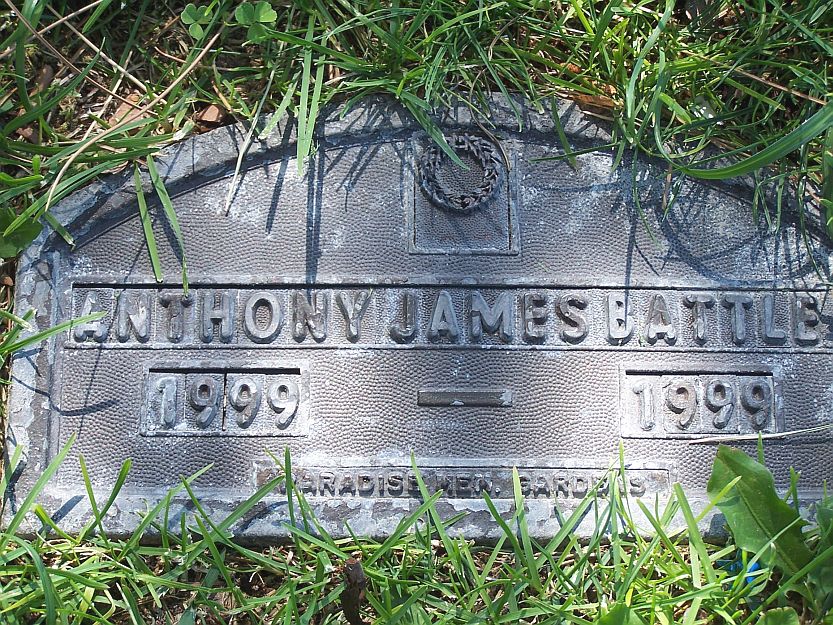 ANTHONY JAMES BATTLE
1999 — 1999
PARADISE MEM. GARDENS